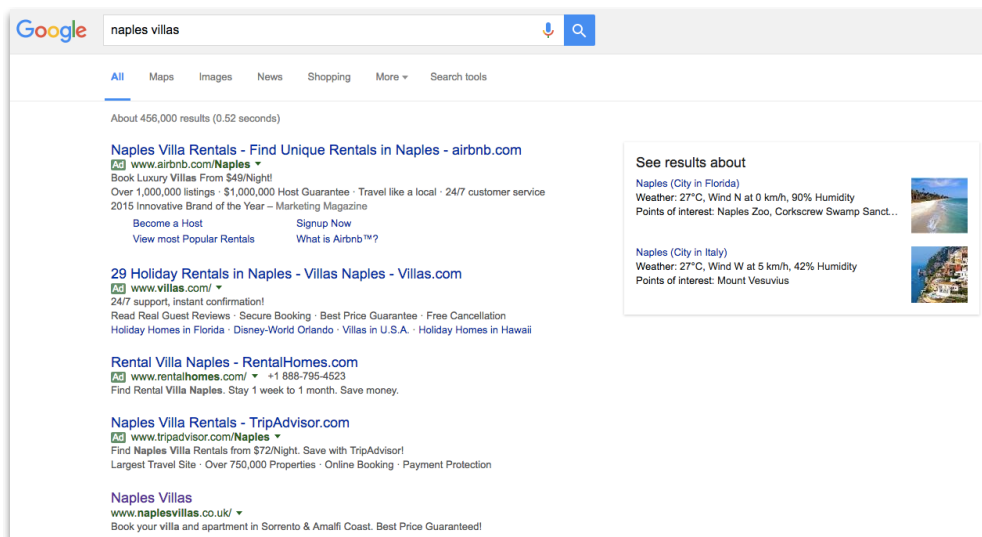 Google
naples villas
All Maps Images News Shopping More Search tools
About 456,000 results (0.52 seconds)
Naples Villa Rentals - Find Unique Rentals in Naples - airbnb.com
Ad www.airbnb.com/Naples
Book Luxury Villas From $49/Night!
Over 1,000,000 listings · $1,000,000 Host Guarantee · Travel like a local · 24/7 customer service
2015 Innovative Brand of the Year – Marketing Magazine
Become a Host Signup Now
View most Popular Rentals What is Airbnb™?
29 Holiday Rentals in Naples - Villas Naples - Villas.com
Ad www.villas.com/
24/7 support, instant confirmation!
Read Real Guest Reviews · Secure Booking · Best Price Guarantee · Free Cancellation
Holiday Homes in Florida · Disney-World Orlando · Villas in U.S.A. · Holiday Homes in Hawaii
Rental Villa Naples - RentalHomes.com
Ad www.rentalhomes.com/ +1 888-795-4523
Find Rental Villa Naples. Stay 1 week to 1 month. Save money.
Naples Villa Rentals - TripAdvisor.com
Ad www.tripadvisor.com/Naples
Find Naples Villa Rentals from $72/Night. Save with TripAdvisor!
Largest Travel Site · Over 750,000 Properties · Online Booking · Payment Protection
Naples Villas
www.naplesvillas.co.uk/
Book your villa and apartment in Sorrento & Amalfi Coast. Best Price Guaranteed!
See results about
Naples (City in Florida)
Weather: 27°C, Wind N at 0 km/h, 90% Humidity
Points of interest: Naples Zoo, Corkscrew Swamp Sanct...
Naples (City in Italy)
Weather: 27°C, Wind W at 5 km/h, 42% Humidity
Points of interest: Mount Vesuvius